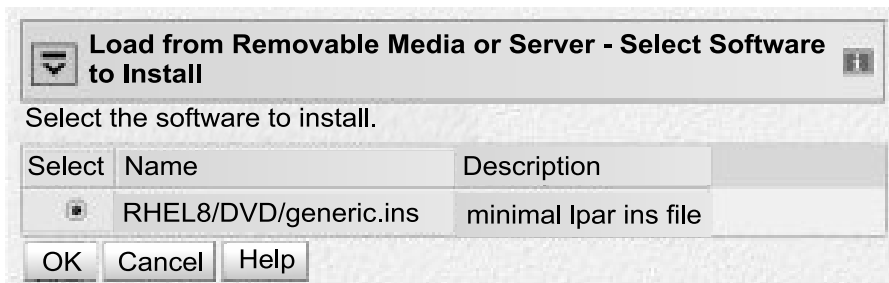 Load from Removable Media or Server - Select Software
to Install
Select the software to install.
Select Name Description
RHEL8/DVD/generic.ins minimal lpar ins file
OK Cancel Help